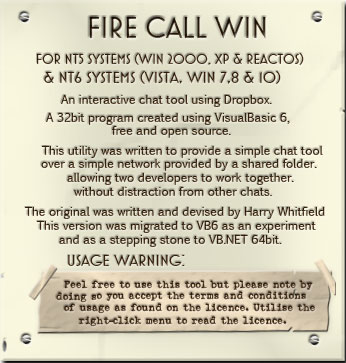 FIRE CALL WIN
FOR NT5 SYSTEMS (WIN 2000, XP & REACTOS)
& NT6 SYSTEMS (VISTA, WIN 7,8 & 10)
An interactive chat tool using Dropbox.
A 32bit program created using VisualBasic 6,
free and open source.
This utility was written to provide a simple chat tool
over a simple network provided by a shared folder.
allowing two developers to work together.
without distraction from other chats.
The original was written and devised by Harry Whitfield
This version was migrated to VB6 as an experiment
and as a stepping stone to VB.NET 64bit.
USAGE WARNING:
Feel free to use this tool but please note by
doing so you accept the terms and conditions
of usage as found on the licence. Utilise the
right-click menu to read the licence.